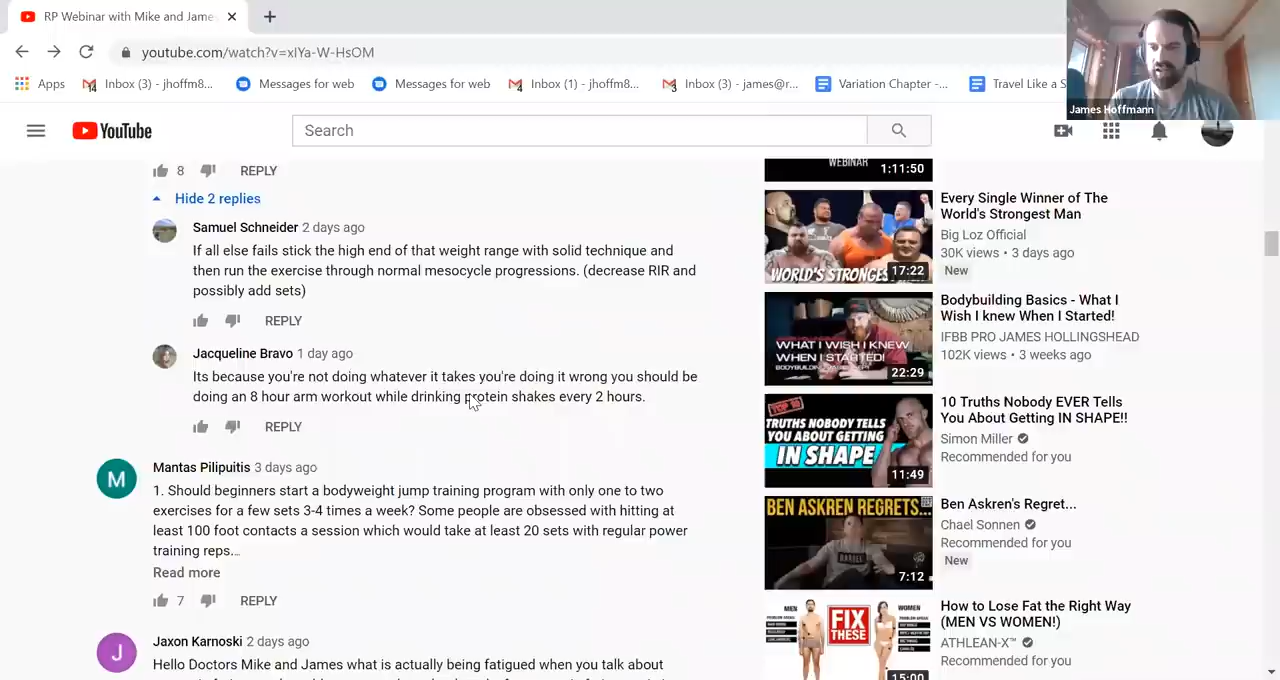 RP Webinar with Mike and James
youtube.com/watch?v=xIYa-W-HsOM
Apps
Inbox (3) - jhoffm8...
Messages for web
Messages for web
Inbox (1) - jhoffm8...
Inbox (3) - james@r...
Variation Chapter -...
Travel Like a S
James Hoffmann
YouTube
Search
8 REPLY
Hide 2 replies
Samuel Schneider 2 days ago
If all else fails stick the high end of that weight range with solid technique and
then run the exercise through normal mesocycle progressions. (decrease RIR and
possibly add sets)
REPLY
Jacqueline Bravo 1 day ago
Its because you're not doing whatever it takes you're doing it wrong you should be
doing an 8 hour arm workout while drinking protein shakes every 2 hours.
REPLY
M
Mantas Pilipuitis 3 days ago
1. Should beginners start a bodyweight jump training program with only one to two
exercises for a few sets 3-4 times a week? Some people are obsessed with hitting at
least 100 foot contacts a session which would take at least 20 sets with regular power
training reps...
Read more
7 REPLY
J
Jaxon Karpinski 2 days ago
Hello Doctors Mike and James what is actually being fatigued when you talk about
WEBINAR
1:11:50
WORLD'S STRONGEST
17:22
Every Single Winner of The
World's Strongest Man
Big Loz Official
30K views • 3 days ago
New
WHAT I WISH I KNEW
WHEN I STARTED!
22:29
Bodybuilding Basics - What I
Wish I knew When I Started!
IFBB PRO JAMES HOLLINGSHEAD
102K views • 3 weeks ago
TOP 10
TRUTHS NOBODY TELLS
YOU ABOUT GETTING
IN SHAPE
11:49
10 Truths Nobody EVER Tells
You About Getting IN SHAPE!!
Simon Miller
Recommended for you
BEN ASKREN REGRETS...
7:12
Ben Askren's Regret...
Chael Sonnen
Recommended for you
New
MEN
WOMEN
FIX
THESE
15:00
How to Lose Fat the Right Way
(MEN VS WOMEN!)
ATHLEAN-X™
Recommended for you